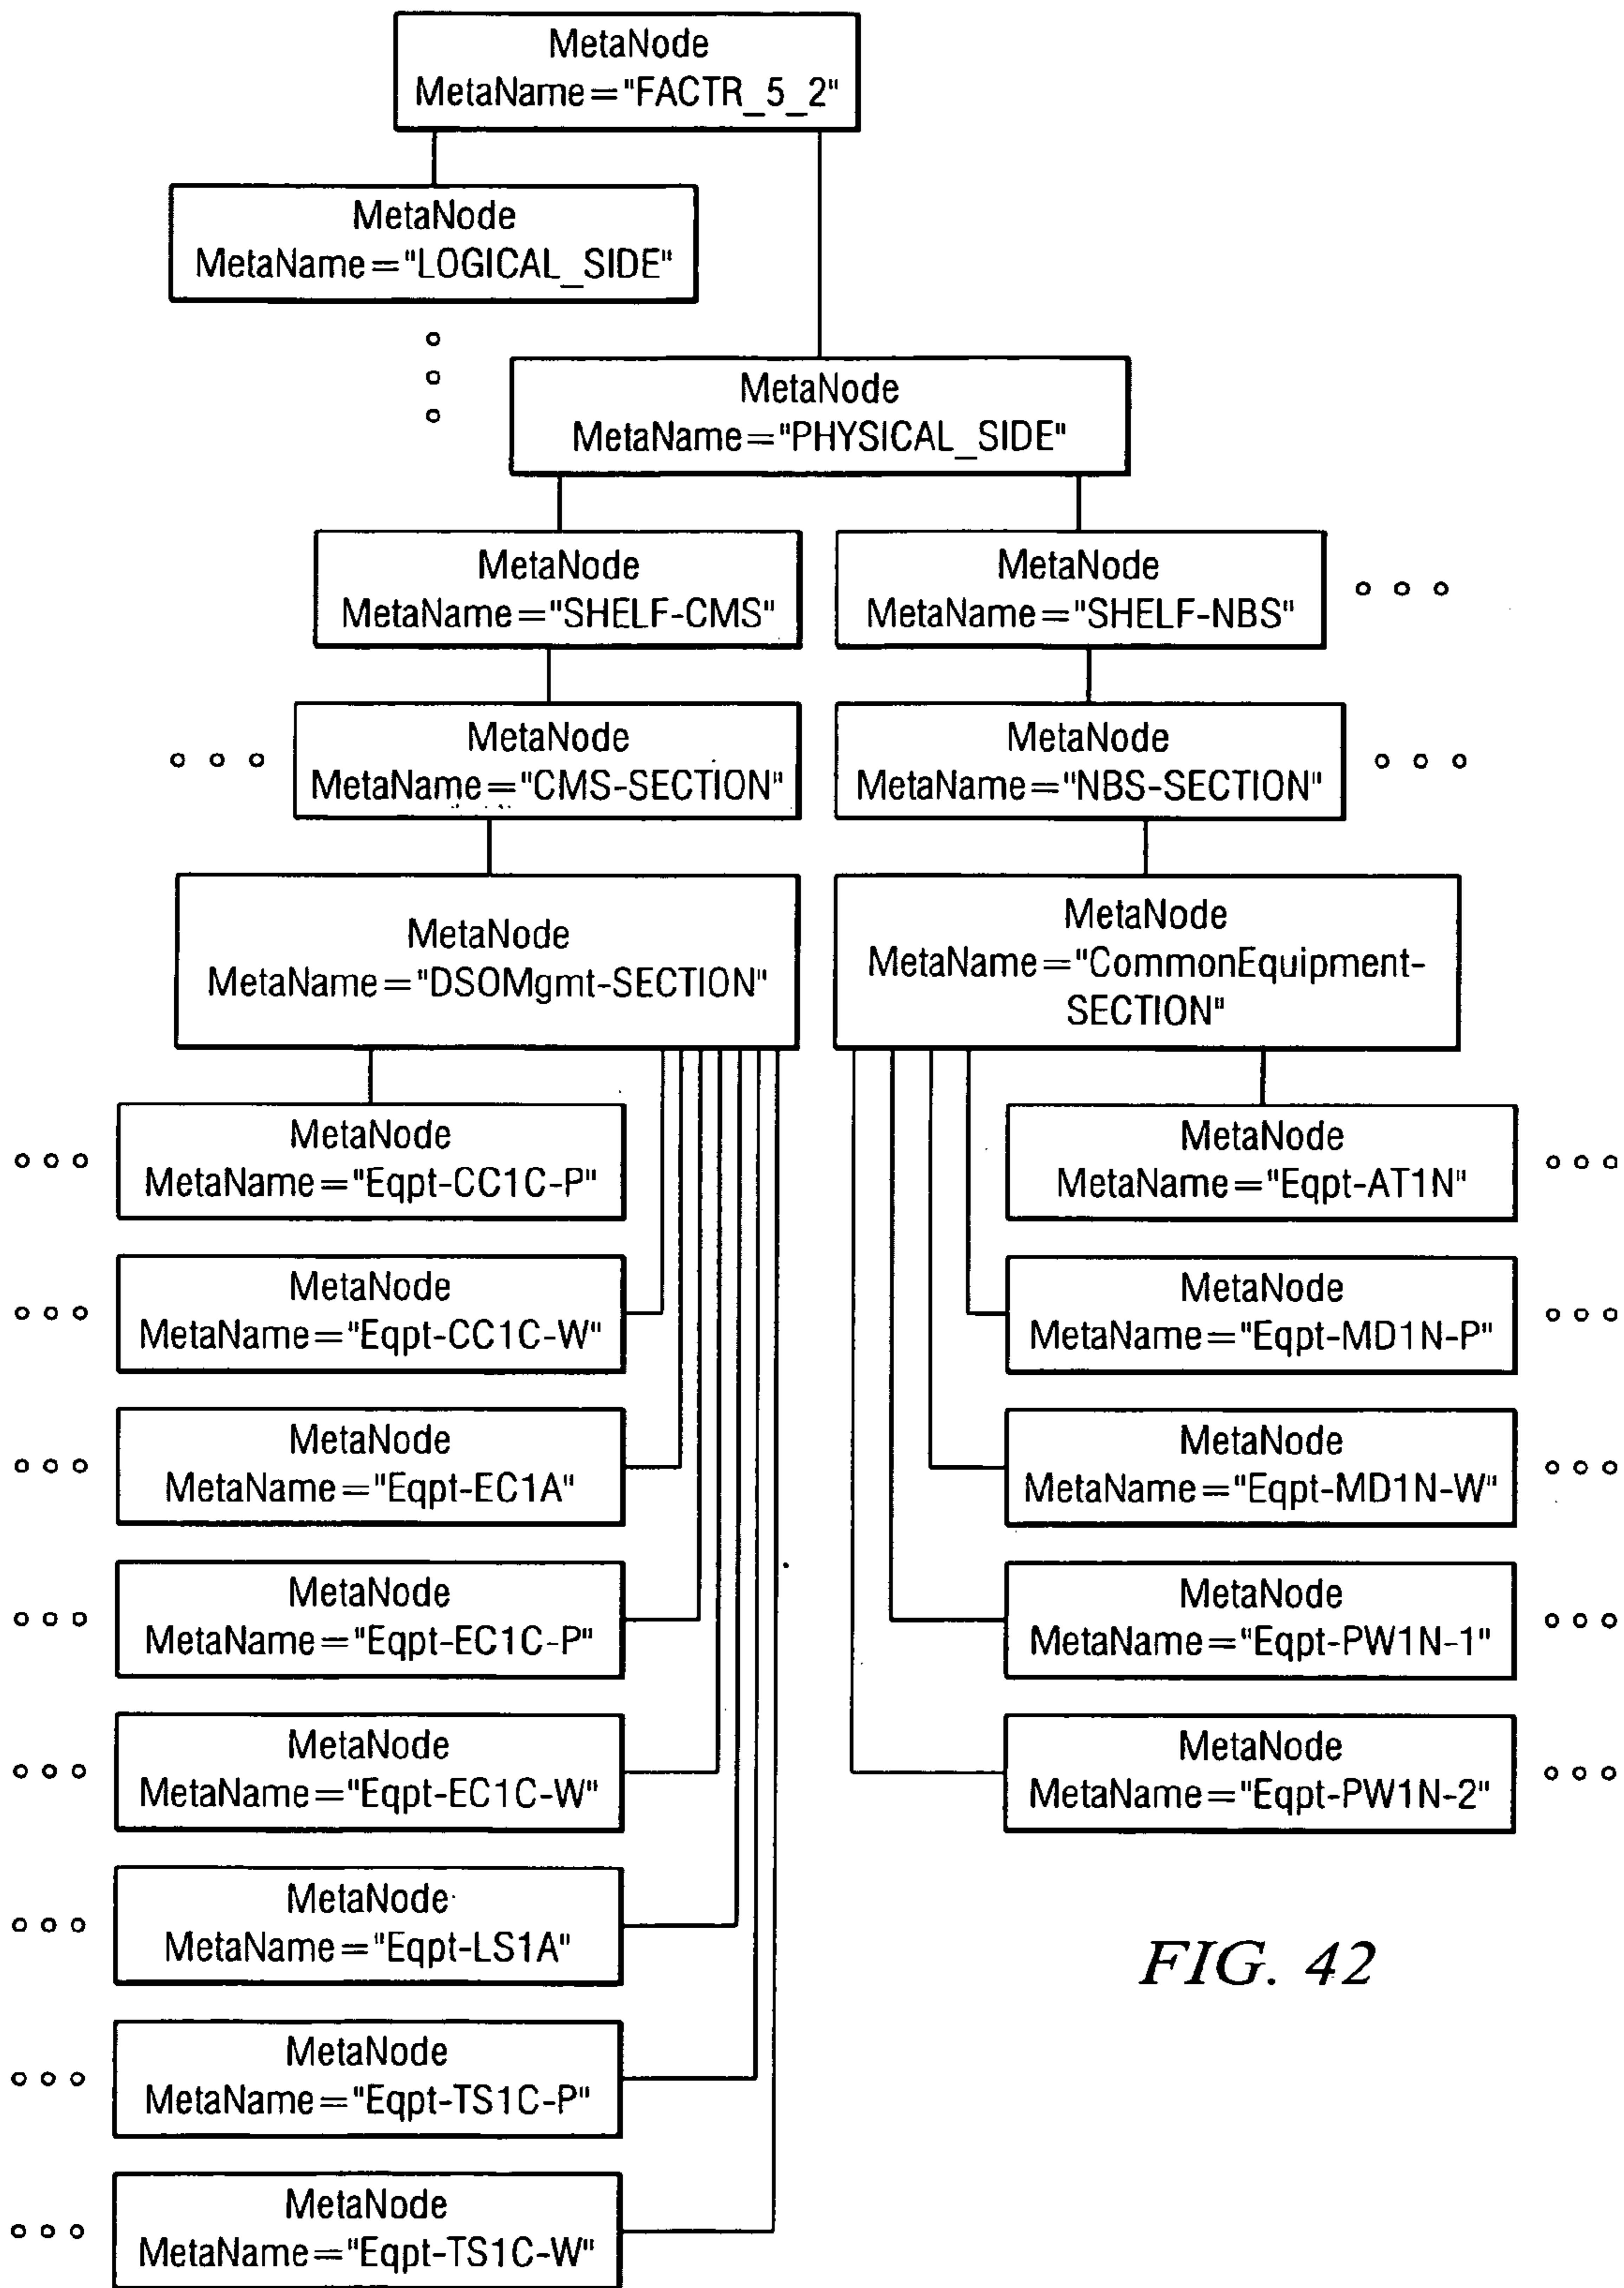 MetaNode
MetaName="FACTR_5_2"
MetaNode
MetaName="LOGICAL_SIDE"
MetaNode
MetaName="PHYSICAL_SIDE"
MetaNode
MetaName="SHELF-CMS"
MetaNode
MetaName="SHELF-NBS"
MetaNode
MetaName="CMS-SECTION"
MetaNode
MetaName="NBS-SECTION"
MetaNode
MetaName="DSOMgmt-SECTION"
MetaNode
MetaName="CommonEquipment-
SECTION"
MetaNode
MetaName="Eqpt-CC1C-P"
MetaNode
MetaName="Eqpt-CC1C-W"
MetaNode
MetaName="Eqpt-EC1A"
MetaNode
MetaName="Eqpt-EC1C-P"
MetaNode
MetaName="Eqpt-EC1C-W"
MetaNode
MetaName="Eqpt-LS1A"
MetaNode
MetaName="Eqpt-TS1C-P"
MetaNode
MetaName="Eqpt-TS1C-W"
MetaNode
MetaName="Eqpt-AT1N"
MetaNode
MetaName="Eqpt-MD1N-P"
MetaNode
MetaName="Eqpt-MD1N-W"
MetaNode
MetaName="Eqpt-PW1N-1"
MetaNode
MetaName="Eqpt-PW1N-2"
FIG. 42